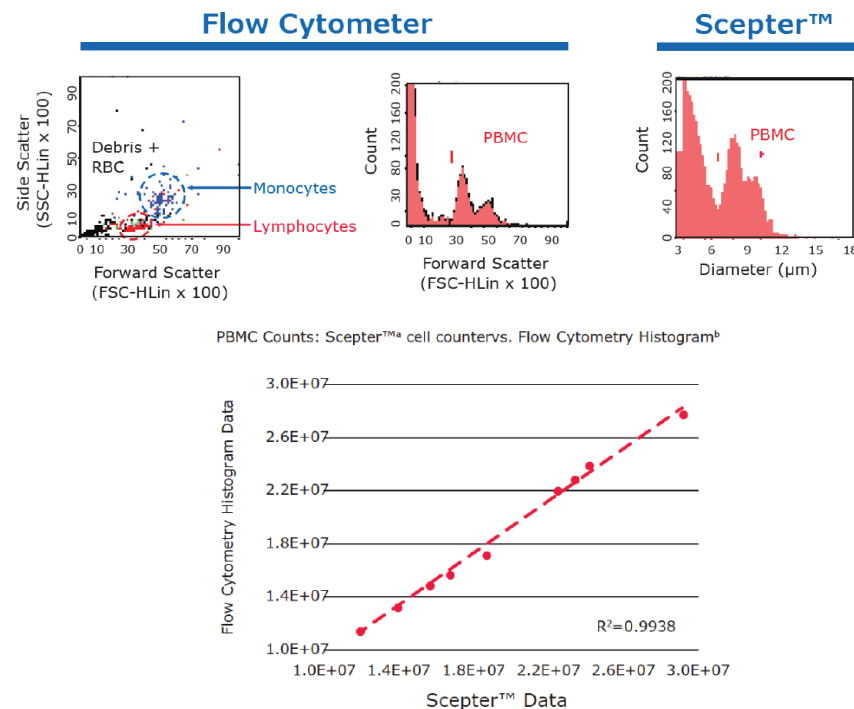 Flow Cytometer
Scepter™
Side Scatter
(SSC-HLin x 100)
90
70
50
30
10
0
Debris +
RBC
Monocytes
Lymphocytes
0 10 30 50 70 90
Forward Scatter
(FSC-HLin x 100)
Count
200
160
120
80
40
0
PBMC
0 10 30 50 70 100
Forward Scatter
(FSC-HLin x 100)
Count
200
160
120
80
40
0
PBMC
3 6 9 12 15 18
Diameter (µm)
PBMC Counts: Scepter™ᵃ cell countervs. Flow Cytometry Histogramᵇ
Flow Cytometry Histogram Data
3.0E+07
2.6E+07
2.2E+07
1.8E+07
1.4E+07
1.0E+07
R²=0.9938
1.0E+07 1.4E+07 1.8E+07 2.2E+07 2.6E+07 3.0E+07
Scepter™ Data